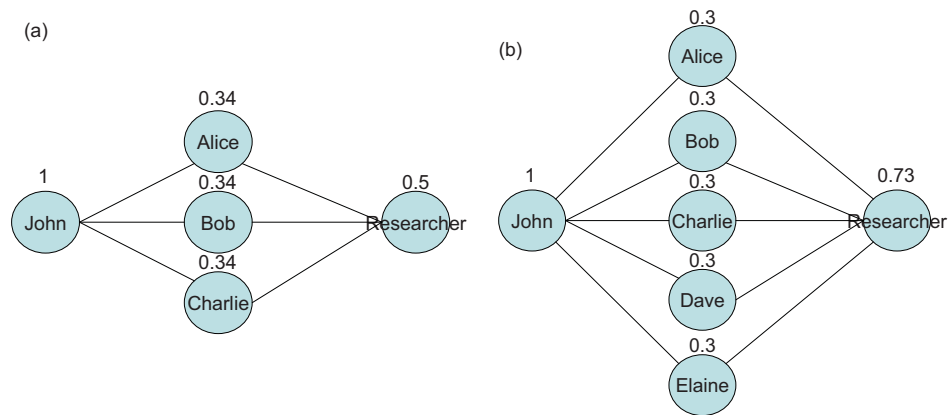 (a)
0.34
Alice
1
0.34
0.5
John
Bob
Researcher
0.34
Charlie
(b)
0.3
Alice
0.3
Bob
1
0.3
0.73
John
Charlie
Researcher
0.3
Dave
0.3
Elaine